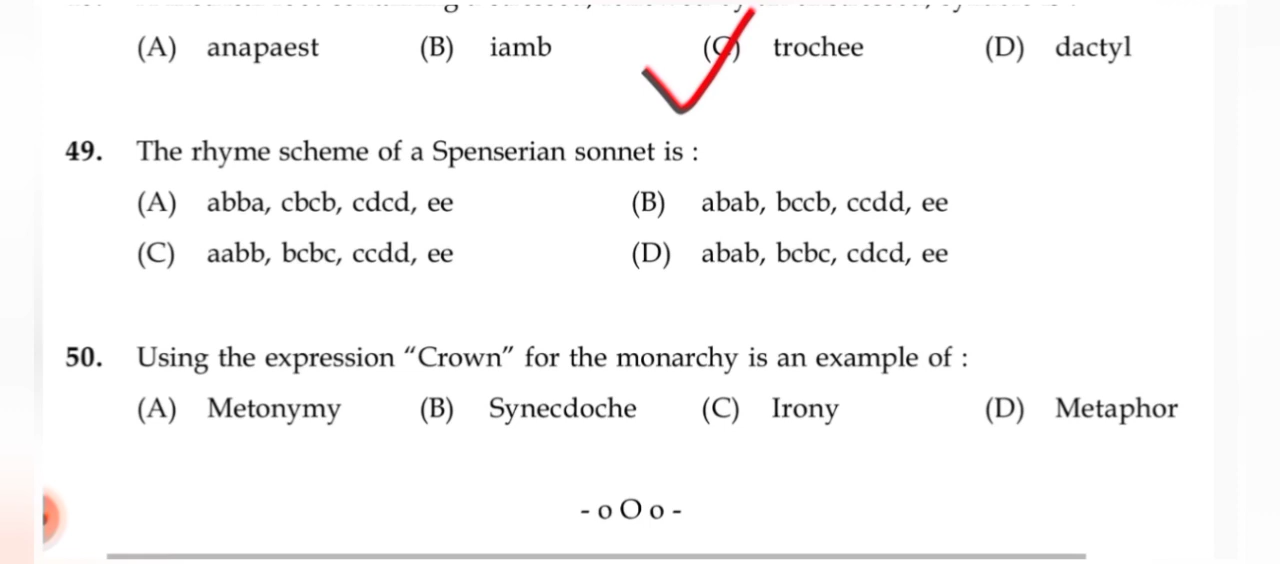 (A) anapaest (B) iamb (C) trochee (D) dactyl
49. The rhyme scheme of a Spenserian sonnet is :
(A) abba, cbcb, cdcd, ee (B) abab, bccb, ccdd, ee
(C) aabb, bcbc, ccdd, ee (D) abab, bcbc, cdcd, ee
50. Using the expression “Crown” for the monarchy is an example of :
(A) Metonymy (B) Synecdoche (C) Irony (D) Metaphor
- o O o -